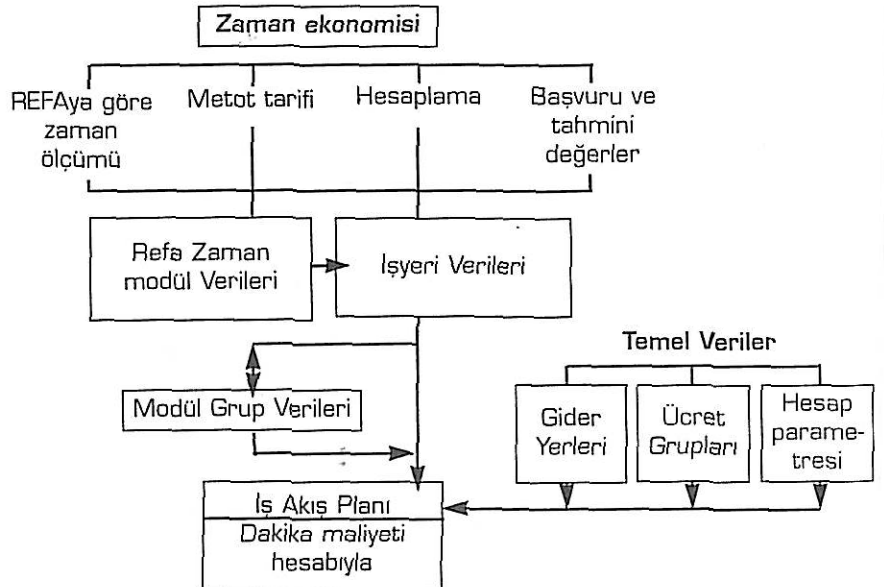 Zaman ekonomisi
REFAya göre
zaman
ölçümü
Metot tarifi
Hesaplama
Başvuru ve
tahmini
değerler
Refa Zaman
modül Verileri
İşyeri Verileri
Temel Veriler
Modül Grup Verileri
Gider
Yerleri
Ücret
Grupları
Hesap
parame-
tresi
İş Akış Planı
Dakika maliyeti
hesabıyla